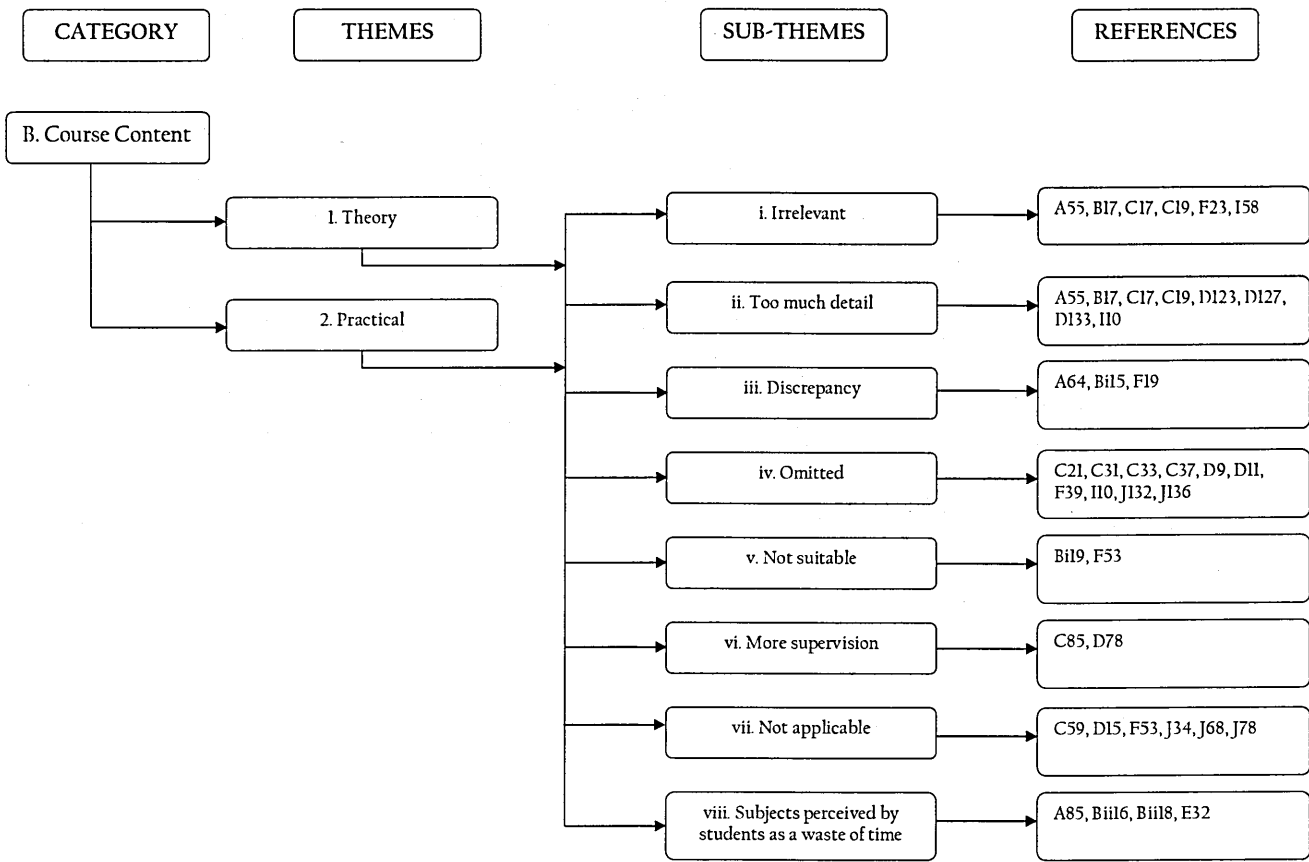 CATEGORY
THEMES
SUB-THEMES
REFERENCES
B. Course Content
1. Theory
2. Practical
i. Irrelevant
A55, B17, C17, C19, F23, I58
ii. Too much detail
A55, B17, C17, C19, D123, D127,
D133, I10
iii. Discrepancy
A64, Bi15, F19
iv. Omitted
C21, C31, C33, C37, D9, D11,
F39, I10, J132, J136
v. Not suitable
Bi19, F53
vi. More supervision
C85, D78
vii. Not applicable
C59, D15, F53, J34, J68, J78
viii. Subjects perceived by
students as a waste of time
A85, Bii16, Bii18, E32